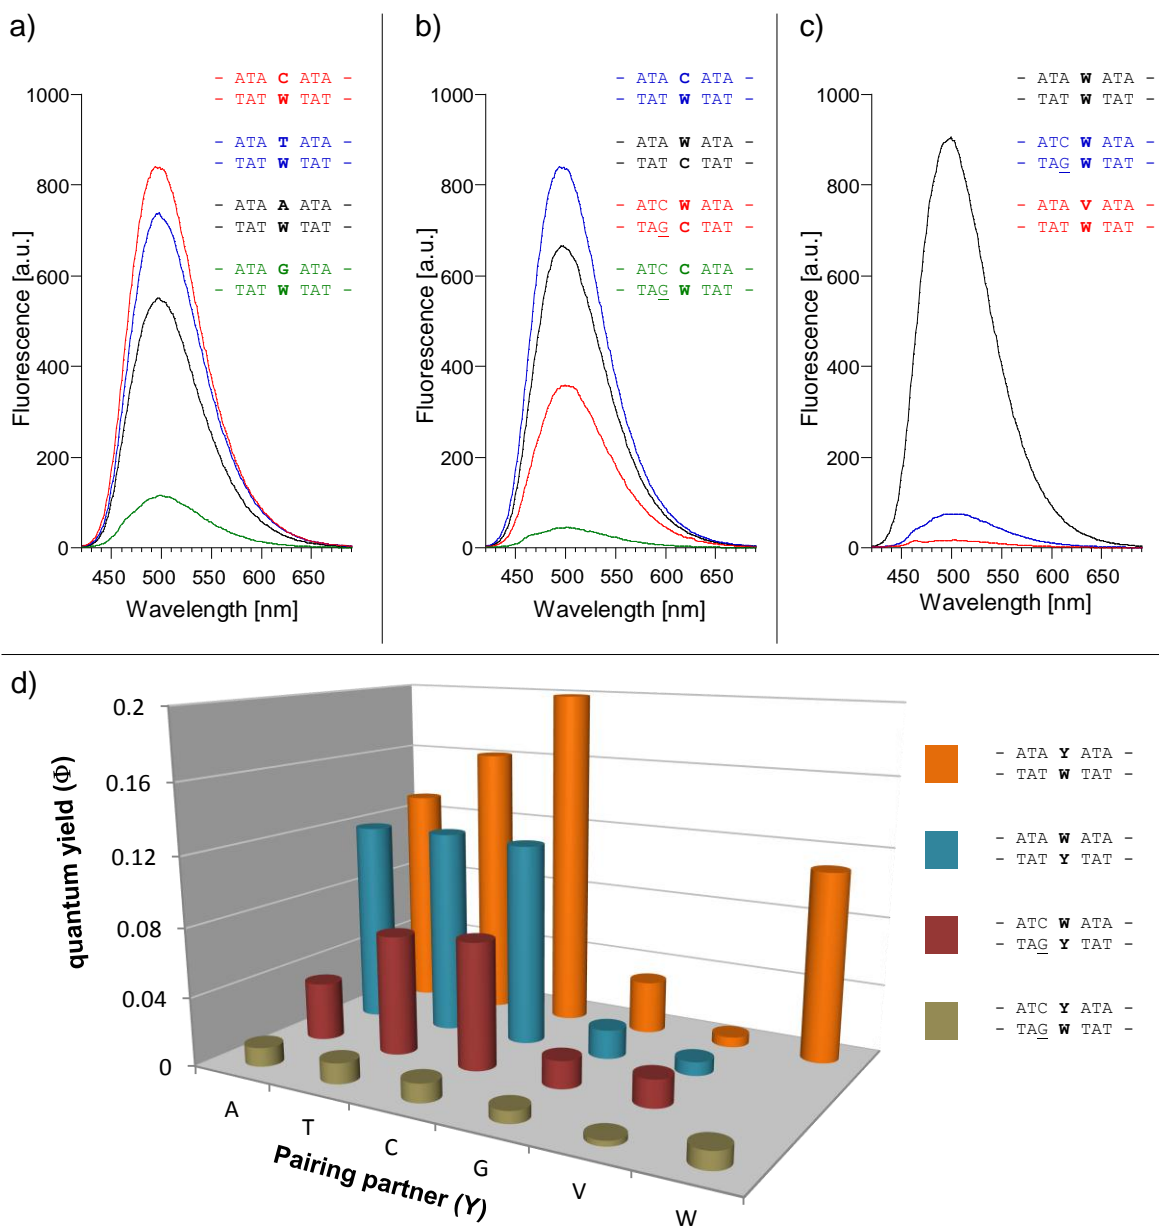 a)
- ATA C ATA -
- TAT W TAT -
- ATA T ATA -
- TAT W TAT -
- ATA A ATA -
- TAT W TAT -
- ATA G ATA -
- TAT W TAT -
1000
800
600
400
200
0
Fluorescence [a.u.]
450 500 550 600 650
Wavelength [nm]
b)
- ATA C ATA -
- TAT W TAT -
- ATA W ATA -
- TAT C TAT -
- ATC W ATA -
- TAG C TAT -
- ATC C ATA -
- TAG W TAT -
1000
800
600
400
200
0
Fluorescence [a.u.]
450 500 550 600 650
Wavelength [nm]
c)
- ATA W ATA -
- TAT W TAT -
- ATC W ATA -
- TAG W TAT -
- ATA V ATA -
- TAT W TAT -
1000
800
600
400
200
0
Fluorescence [a.u.]
450 500 550 600 650
Wavelength [nm]
d)
0.2
0.16
0.12
0.08
0.04
0
quantum yield (Φ)
A
T
C
G
V
W
Pairing partner (Y)
- ATA Y ATA -
- TAT W TAT -
- ATA W ATA -
- TAT Y TAT -
- ATC W ATA -
- TAG Y TAT -
- ATC Y ATA -
- TAG W TAT -